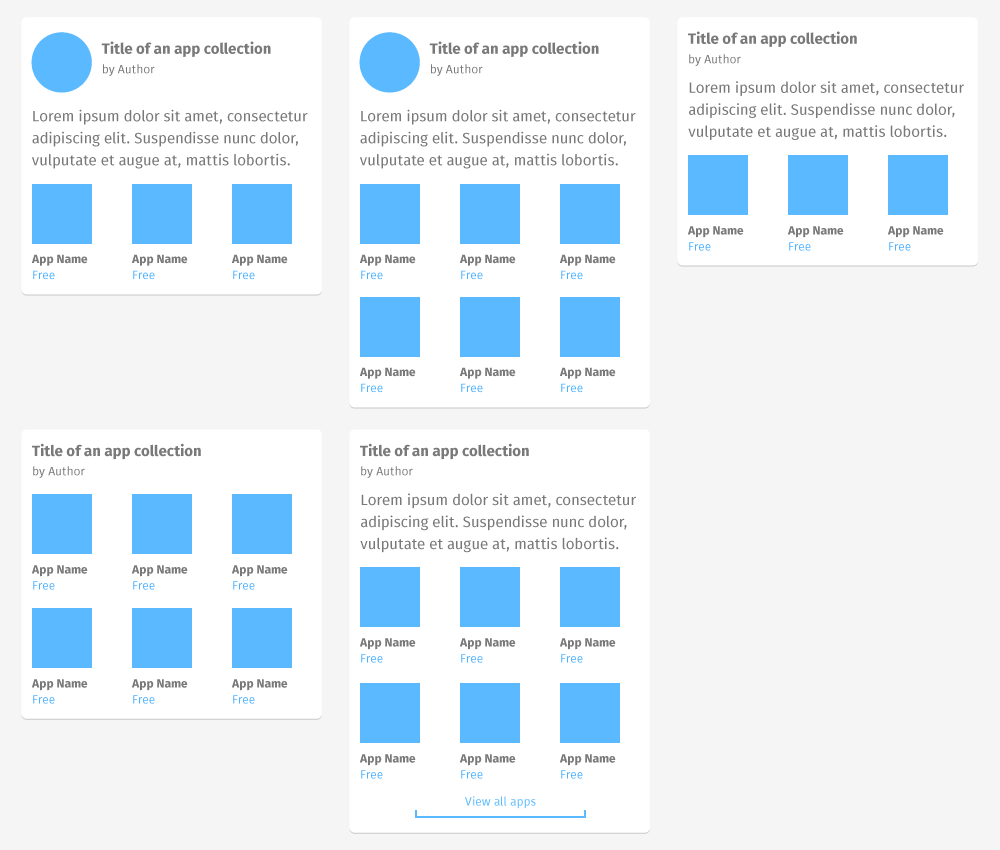 Title of an app collection
by Author
Lorem ipsum dolor sit amet, consectetur
adipiscing elit. Suspendisse nunc dolor,
vulputate et augue at, mattis lobortis.
App Name App Name App Name
Free Free Free
Title of an app collection
by Author
Lorem ipsum dolor sit amet, consectetur
adipiscing elit. Suspendisse nunc dolor,
vulputate et augue at, mattis lobortis.
App Name App Name App Name
Free Free Free
App Name App Name App Name
Free Free Free
Title of an app collection
by Author
Lorem ipsum dolor sit amet, consectetur
adipiscing elit. Suspendisse nunc dolor,
vulputate et augue at, mattis lobortis.
App Name App Name App Name
Free Free Free
Title of an app collection
by Author
App Name App Name App Name
Free Free Free
App Name App Name App Name
Free Free Free
Title of an app collection
by Author
Lorem ipsum dolor sit amet, consectetur
adipiscing elit. Suspendisse nunc dolor,
vulputate et augue at, mattis lobortis.
App Name App Name App Name
Free Free Free
App Name App Name App Name
Free Free Free
View all apps